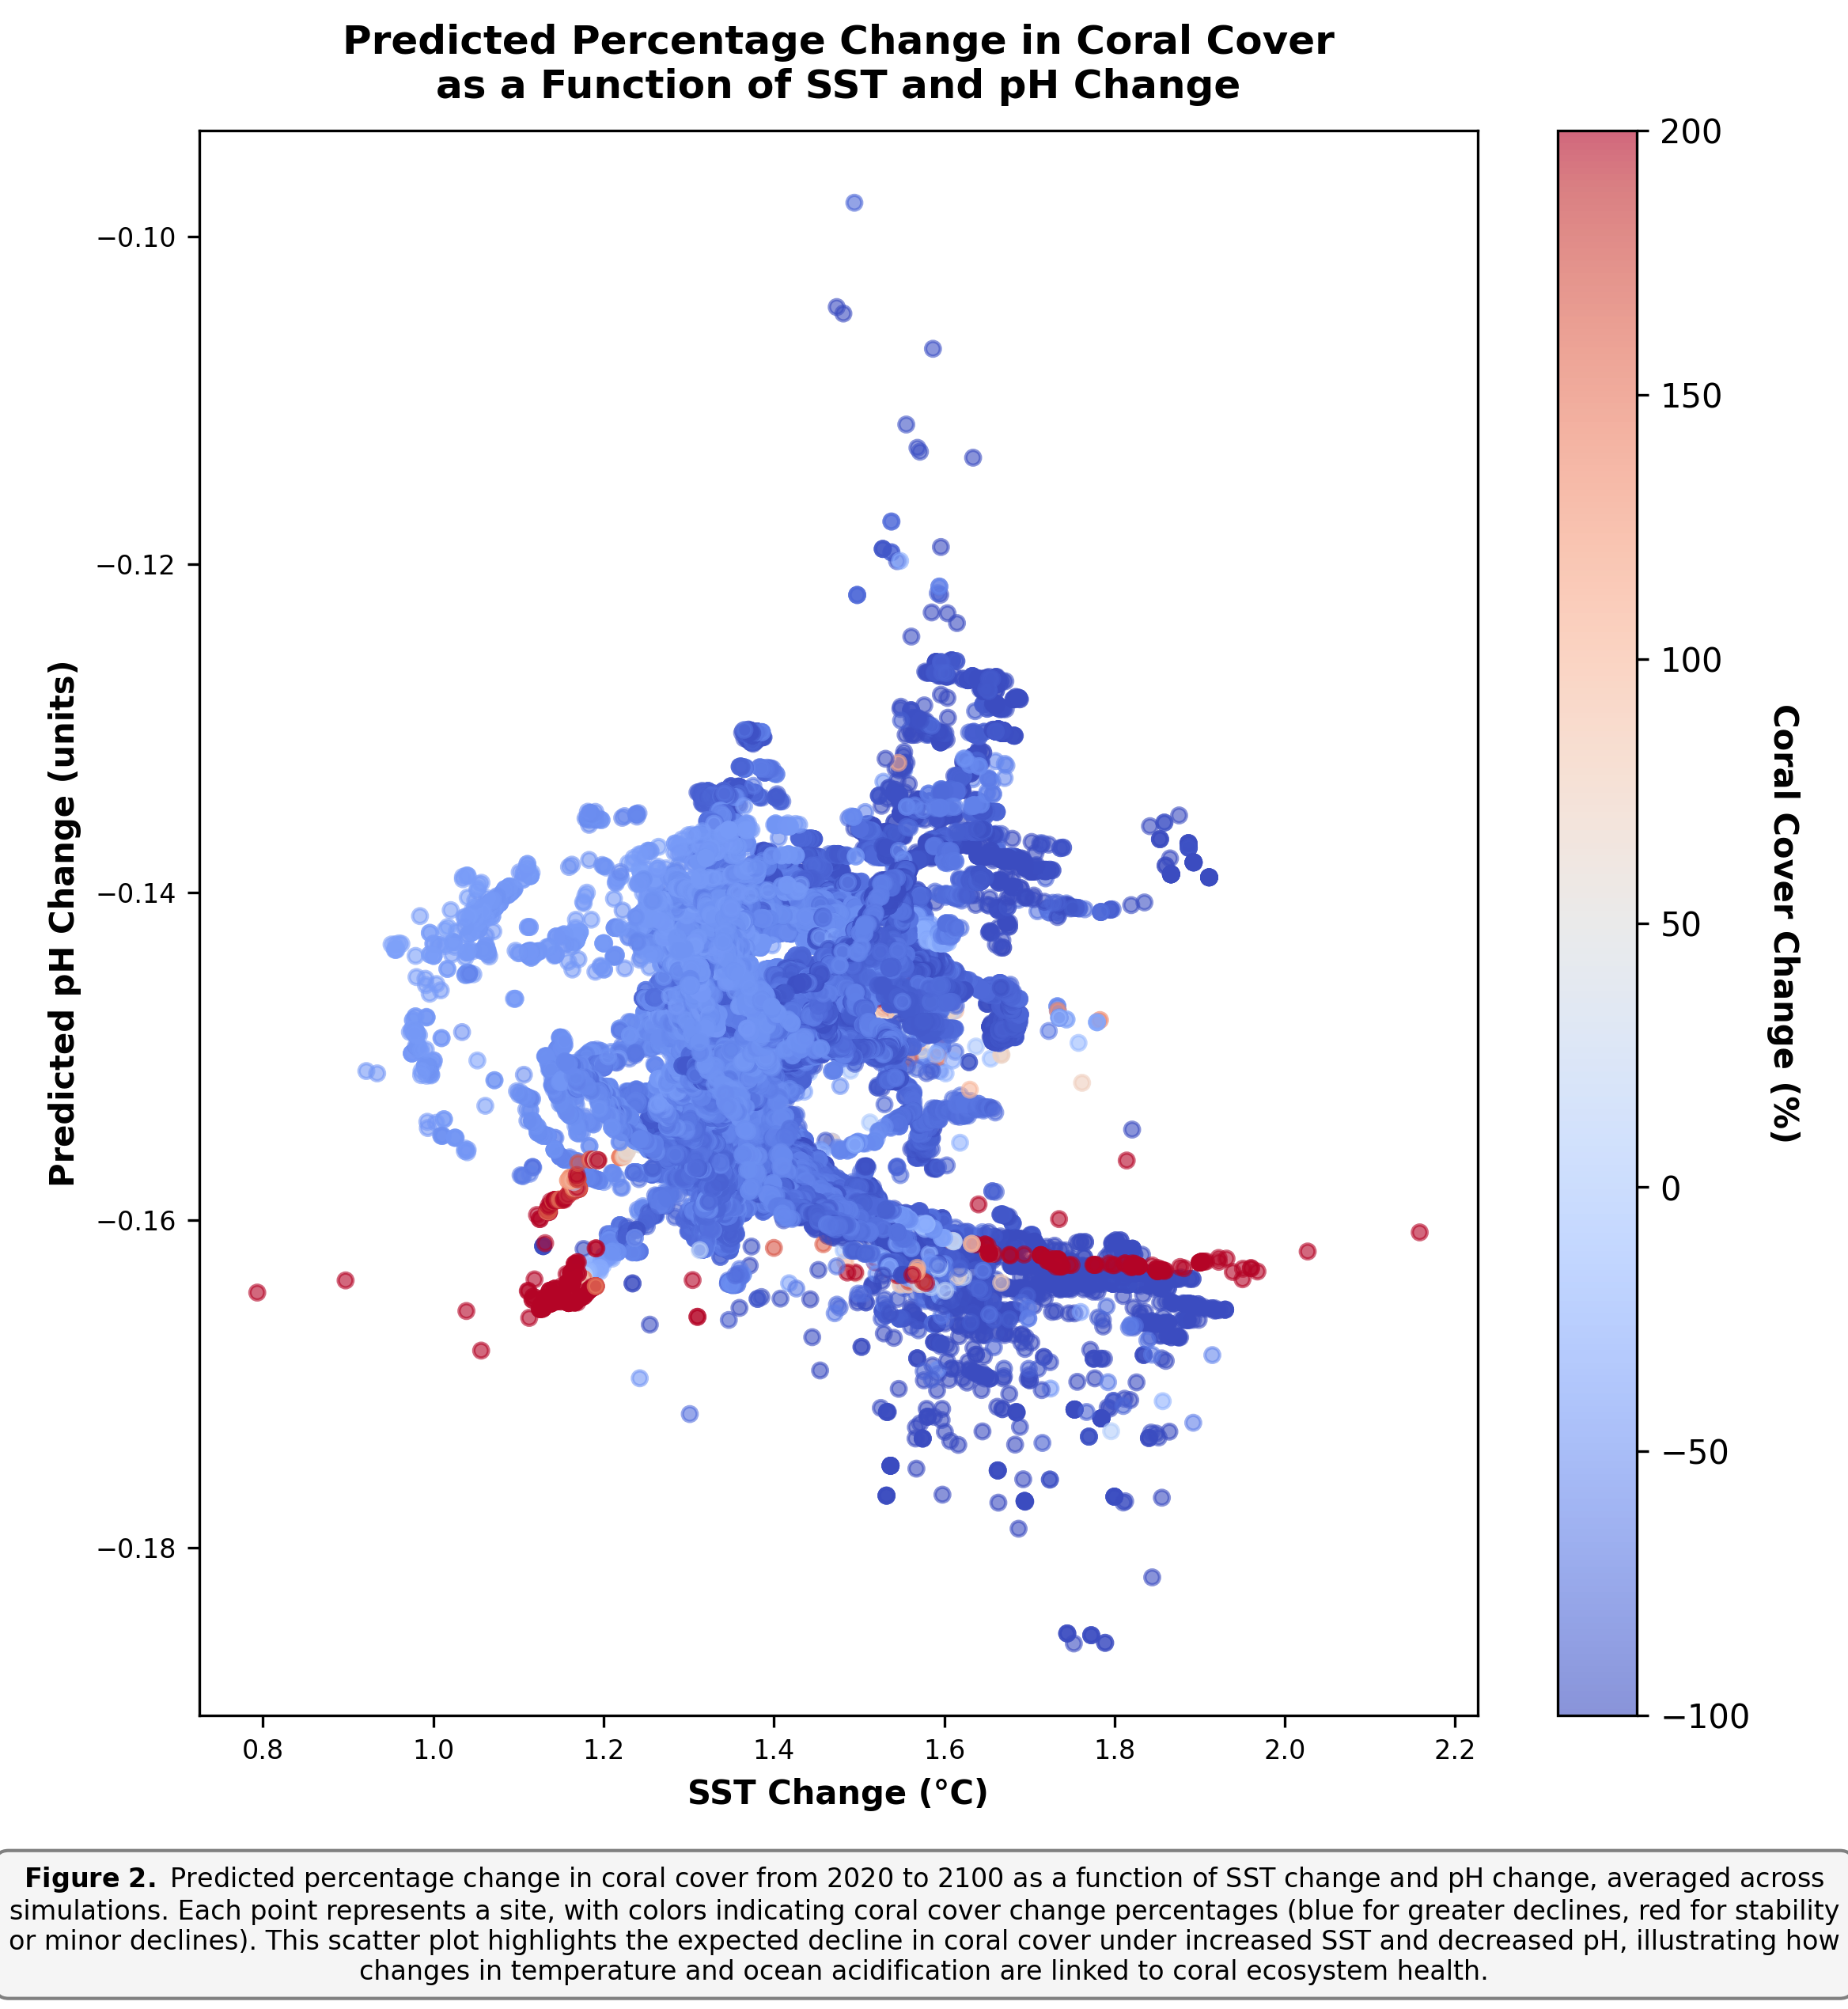 Predicted Percentage Change in Coral Cover
as a Function of SST and pH Change
Predicted pH Change (units)
−0.10
−0.12
−0.14
−0.16
−0.18
0.8
1.0
1.2
1.4
1.6
1.8
2.0
2.2
SST Change (°C)
200
150
100
50
0
−50
−100
Coral Cover Change (%)
Figure 2. Predicted percentage change in coral cover from 2020 to 2100 as a function of SST change and pH change, averaged across
simulations. Each point represents a site, with colors indicating coral cover change percentages (blue for greater declines, red for stability
or minor declines). This scatter plot highlights the expected decline in coral cover under increased SST and decreased pH, illustrating how
changes in temperature and ocean acidification are linked to coral ecosystem health.